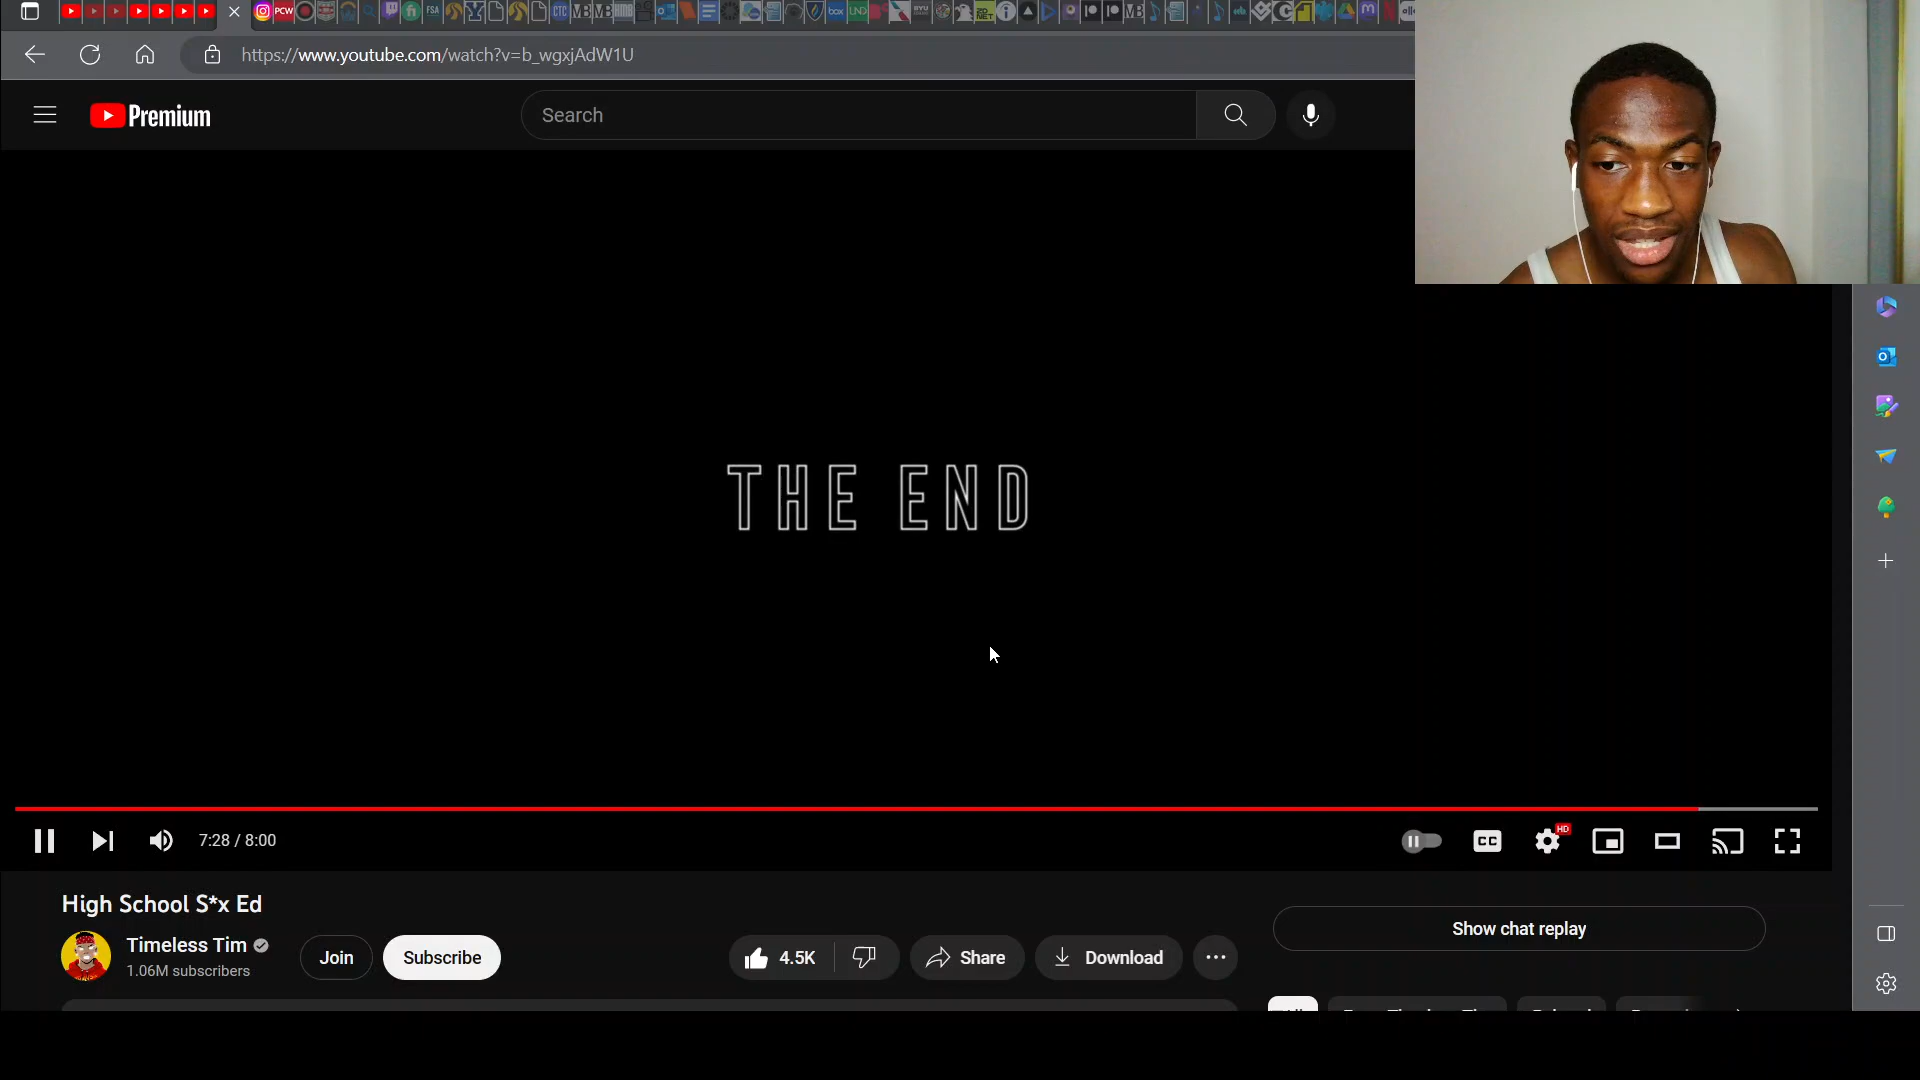 https://www.youtube.com/watch?v=b_wgxjAdW1U
Premium
Search
THE END
7:28 / 8:00
CC
HD
High School S*x Ed
Timeless Tim
1.06M subscribers
Join
Subscribe
4.5K
Share
Download
Show chat replay